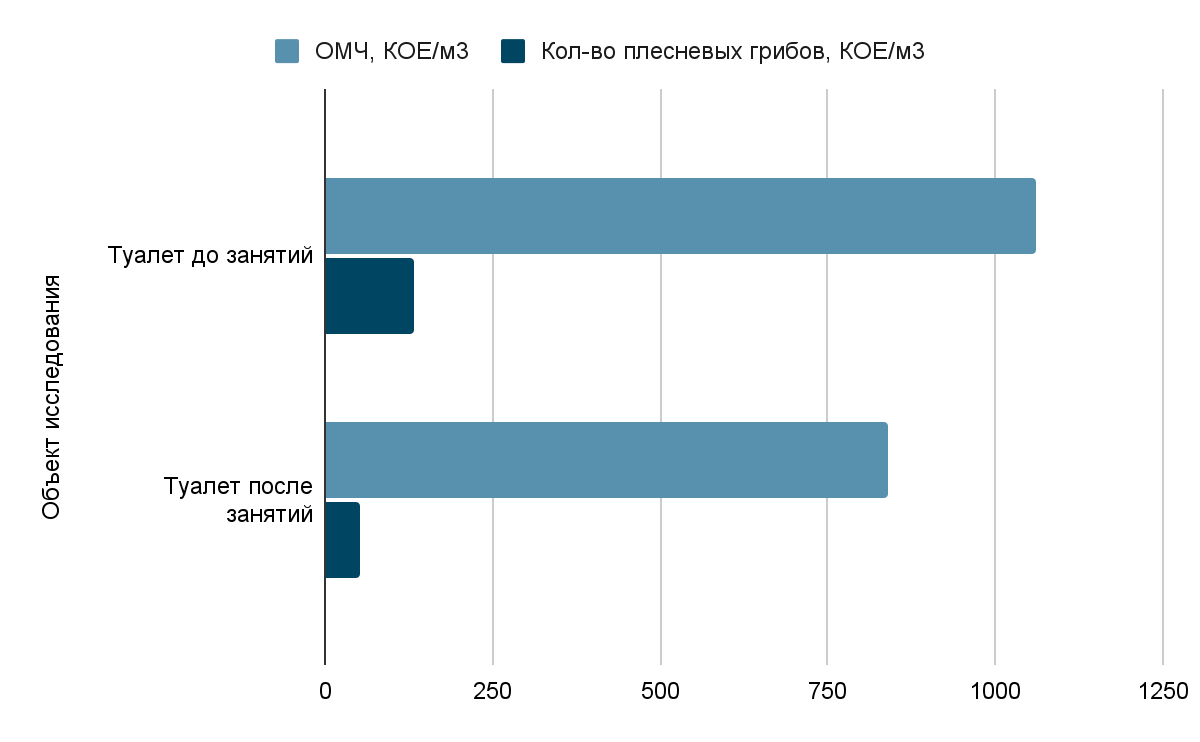 ОМЧ, КОЕ/м3
Кол-во плесневых грибов, КОЕ/м3
Объект исследования
Туалет до занятий
Туалет после
занятий
0
250
500
750
1000
1250